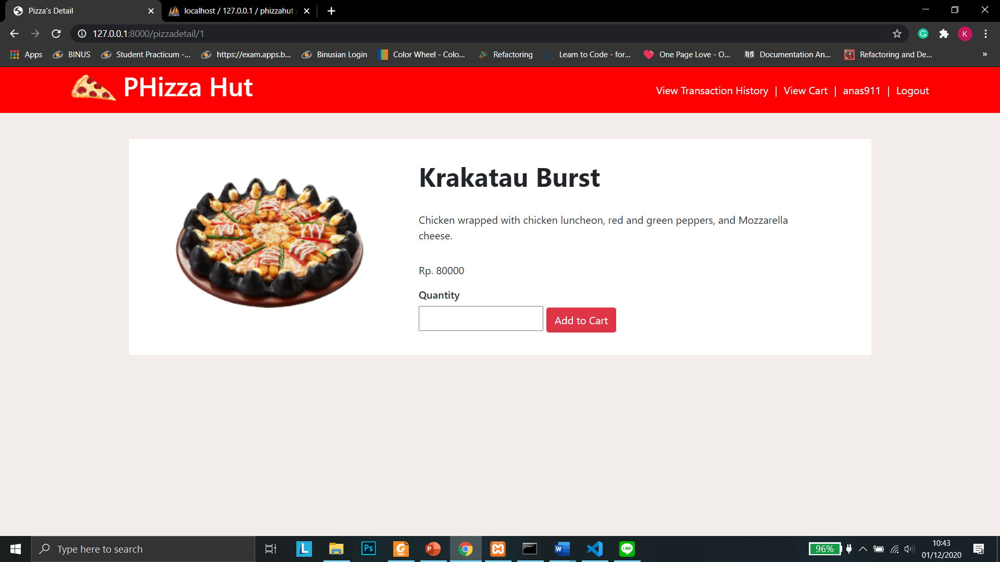 Pizza's Detail
localhost / 127.0.0.1 / phizzahut /
127.0.0.1:8000/pizzadetail/1
K
Apps
BINUS
Student Practicum -...
https://exam.apps.b...
Binusian Login
Color Wheel - Colo...
Refactoring
Learn to Code - for...
One Page Love - O...
Documentation An...
Refactoring and De...
»
PHizza Hut
View Transaction History | View Cart | anas911 | Logout
Krakatau Burst
Chicken wrapped with chicken luncheon, red and green peppers, and Mozzarella
cheese.
Rp. 80000
Quantity
Add to Cart
Type here to search
L
Ps
PDF
P
W
LINE
96%
10:43
01/12/2020